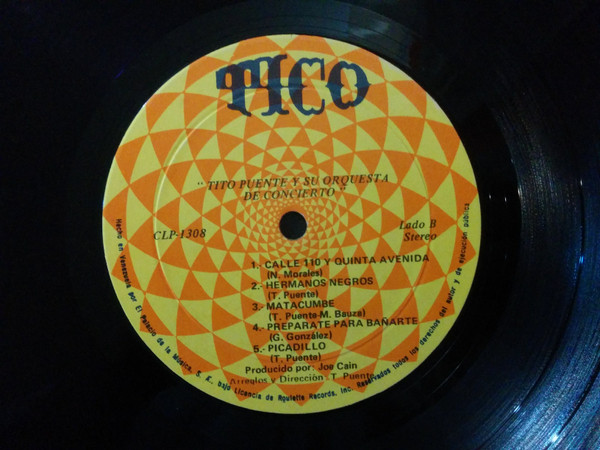 TICO
" TITO PUENTE Y SU ORQUESTA
DE CONCIERTO "
CLP-1308
Lado B
Stereo
1.- CALLE 110 Y QUINTA AVENIDA
(N. Morales)
2.- HERMANOS NEGROS
(T. Puente)
3.- MATACUMBE
(T. Puente-M. Bauza)
4.- PREPARATE PARA BAÑARTE
(G. González)
5.- PICADILLO
(T. Puente)
Producido por: Joe Cain
Arreglos y Dirección: T. Puente
Hecho en Venezuela por El Palacio de la Música, S. A., bajo Licencia de Roulette Records, Inc. Reservados todos los derechos del autor y de ejecución pública